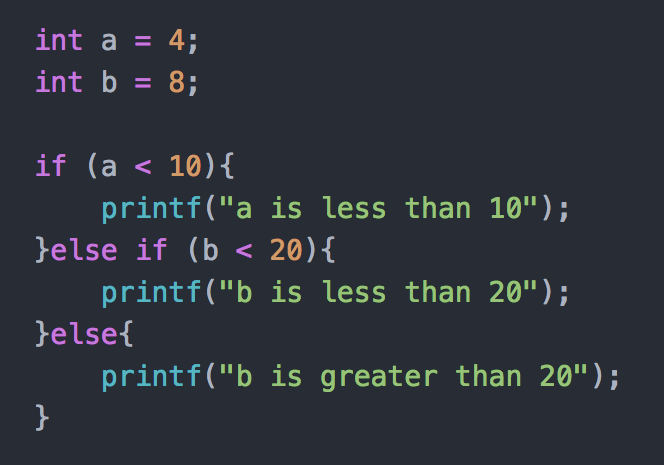 int a = 4;
int b = 8;

if (a < 10){
    printf("a is less than 10");
}else if (b < 20){
    printf("b is less than 20");
}else{
    printf("b is greater than 20");
}